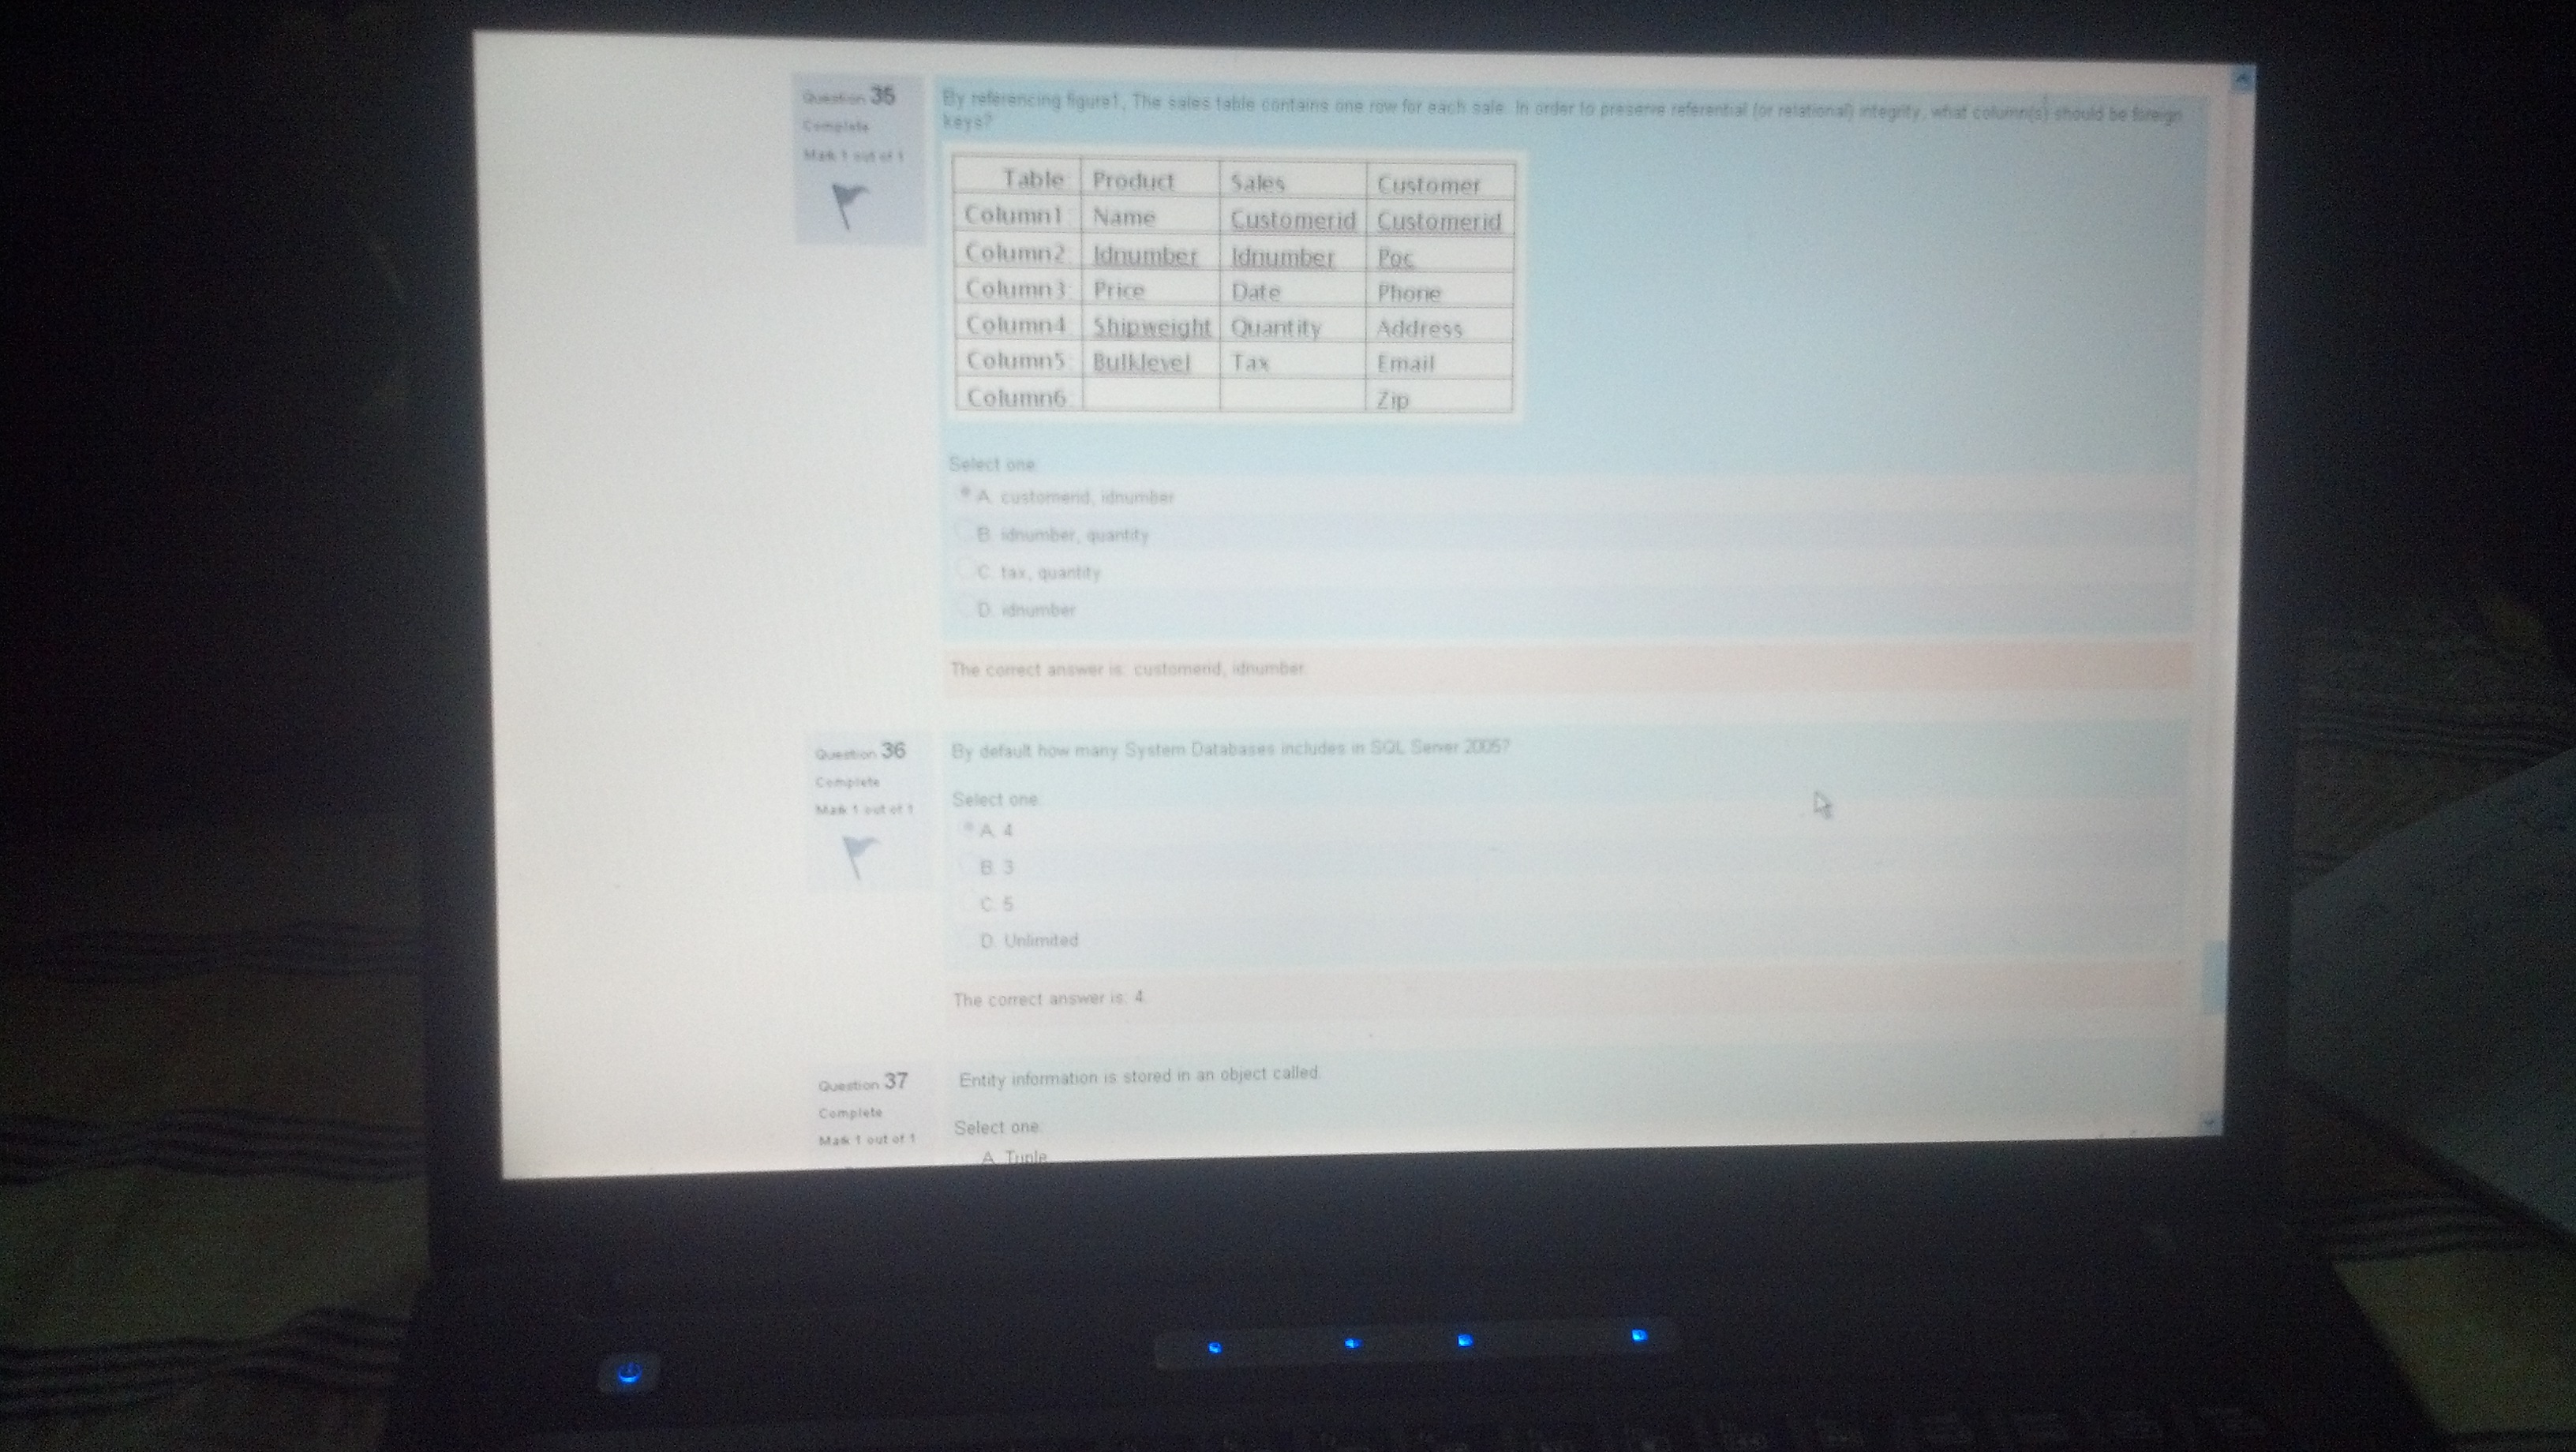 Question 35
Complete
Mark 1 out of 1
By referencing figure1, The sales table contains one row for each sale. In order to preserve referential (or relational) integrity, what column(s) should be foreign
keys?
Table: Product Sales Customer
Column1: Name Customerid Customerid
Column2: Idnumber Idnumber Poc
Column3: Price Date Phone
Column4: Shipweight Quantity Address
Column5: Bulklevel Tax Email
Column6: Zip
Select one:
A. customerid, idnumber
B. idnumber, quantity
C. tax, quantity
D. idnumber
The correct answer is: customerid, idnumber
Question 36
Complete
Mark 1 out of 1
By default how many System Databases includes in SQL Server 2005?
Select one:
A. 4
B. 3
C. 5
D. Unlimited
The correct answer is: 4
Question 37
Complete
Mark 1 out of 1
Entity information is stored in an object called.
Select one:
A. Tuple